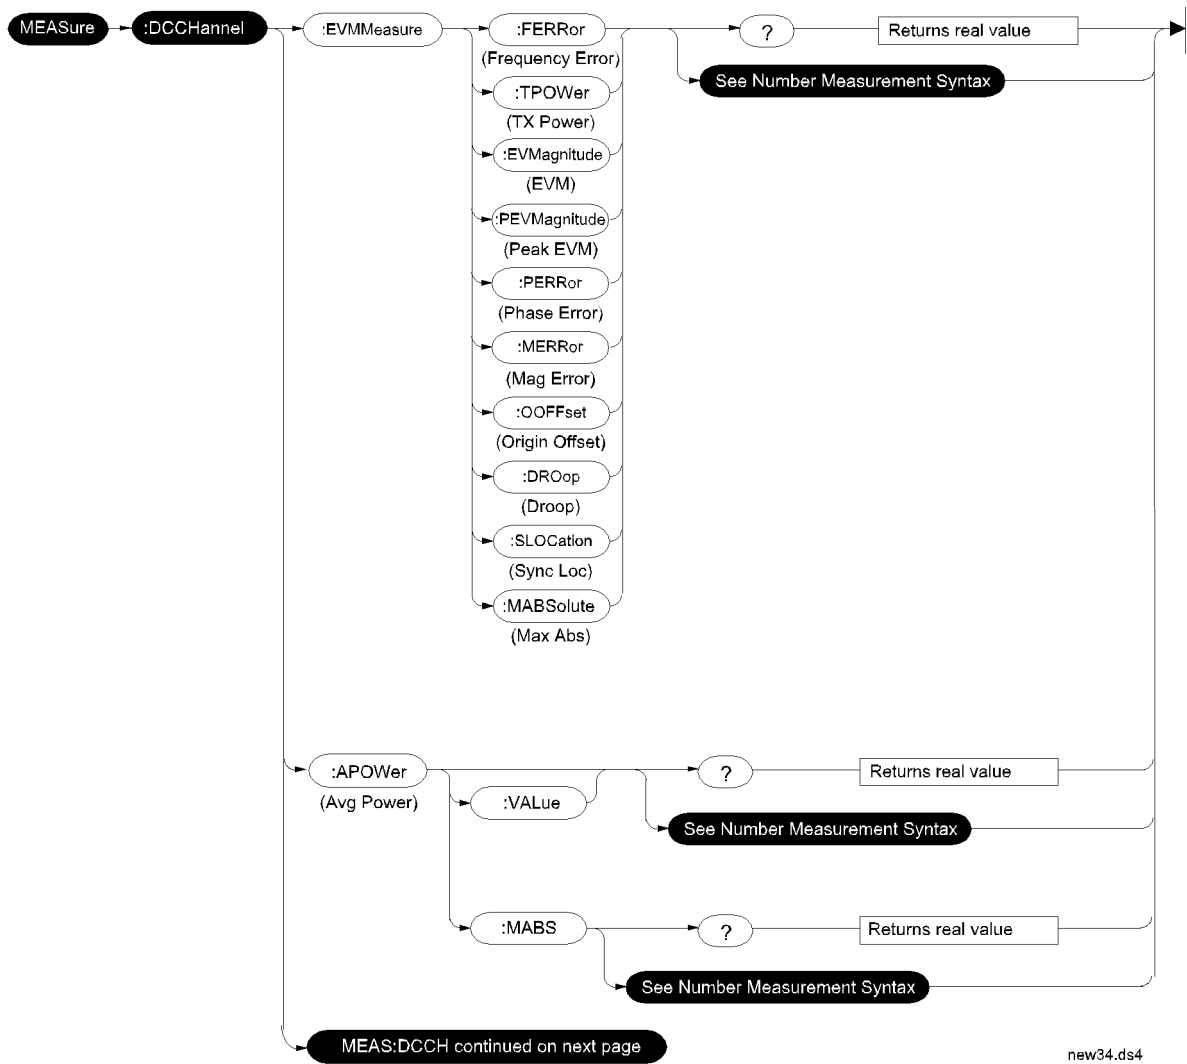 MEASure :DCCHannel :EVMMeasure :FERRor ? Returns real value
(Frequency Error)
See Number Measurement Syntax
:TPOWer
(TX Power)
:EVMagnitude
(EVM)
:PEVMagnitude
(Peak EVM)
:PERRor
(Phase Error)
:MERRor
(Mag Error)
:OOFFset
(Origin Offset)
:DROop
(Droop)
:SLOCation
(Sync Loc)
:MABSolute
(Max Abs)
:APOWer ? Returns real value
(Avg Power)
:VALue
See Number Measurement Syntax
:MABS ? Returns real value
See Number Measurement Syntax
MEAS:DCCH continued on next page
new34.ds4